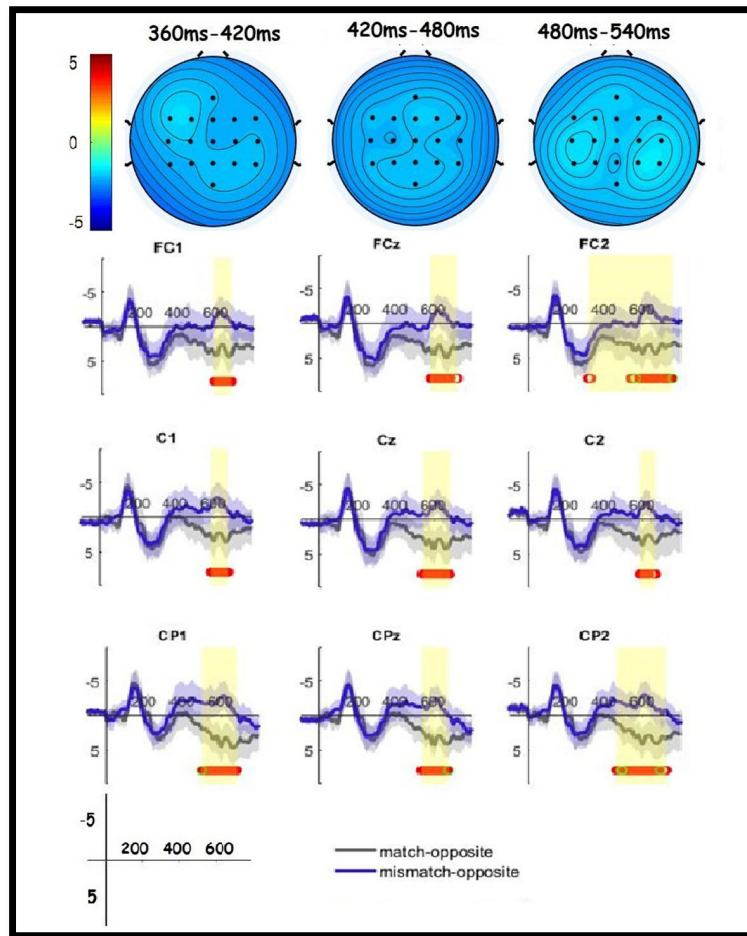 360ms-420ms 420ms-480ms 480ms-540ms
5
0
-5
FC1 FCz FC2
-5 200 400 600 -5 200 400 600 -5 200 400 600
5 5 5
C1 Cz C2
-5 200 400 600 -5 200 400 600 -5 200 400 600
5 5 5
CP1 CPz CP2
-5 200 400 600 -5 200 400 600 -5 200 400 600
5 5 5
-5
200 400 600
5
match-opposite
mismatch-opposite